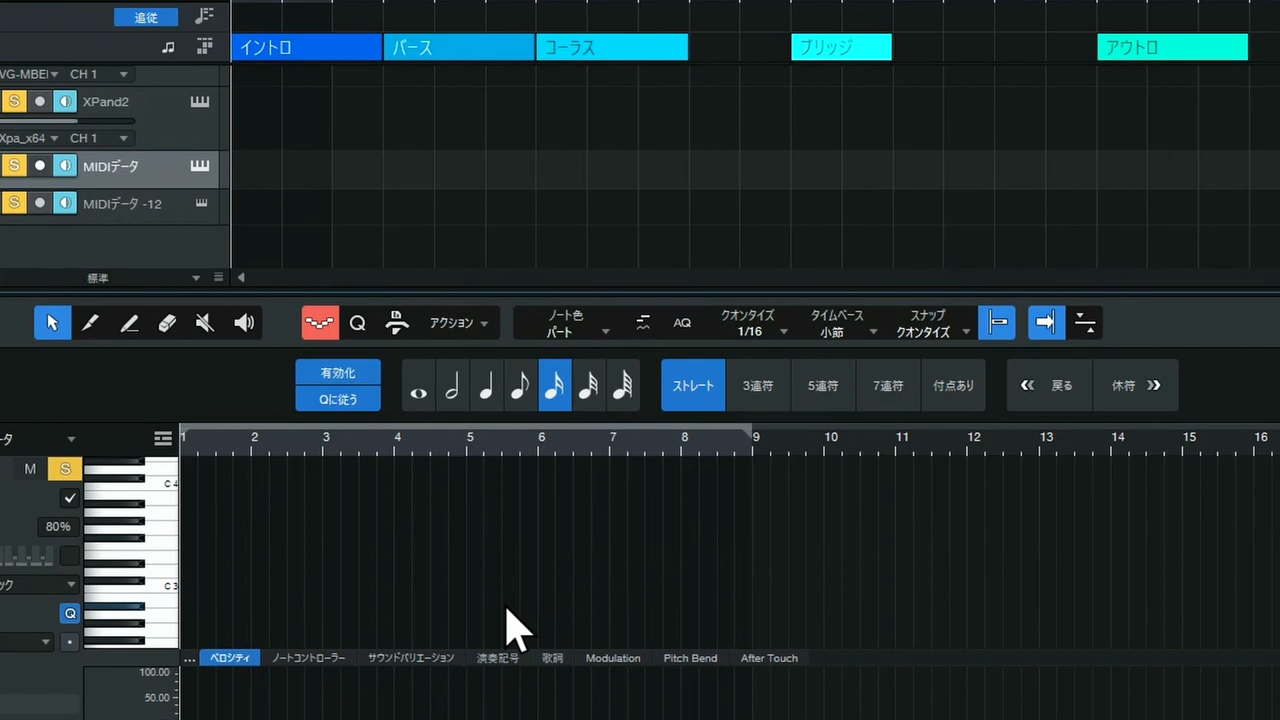 追従
イントロ バース コーラス ブリッジ アウトロ
VG-MBE CH 1
S XPand2
Xpa_x64 CH 1
S MIDIデータ
S MIDIデータ -12
標準
Q アクション ノート色 パート AQ クオンタイズ 1/16 タイムベース 小節 スナップ クオンタイズ
有効化
Qに従う
ストレート 3連符 5連符 7連符 付点あり 戻る 休符
ータ 1 2 3 4 5 6 7 8 9 10 11 12 13 14 15 16
M S
C 4
80%
ック C 3
Q
... ベロシティ ノートコントローラー サウンドバリエーション 演奏記号 歌詞 Modulation Pitch Bend After Touch
100.00
50.00